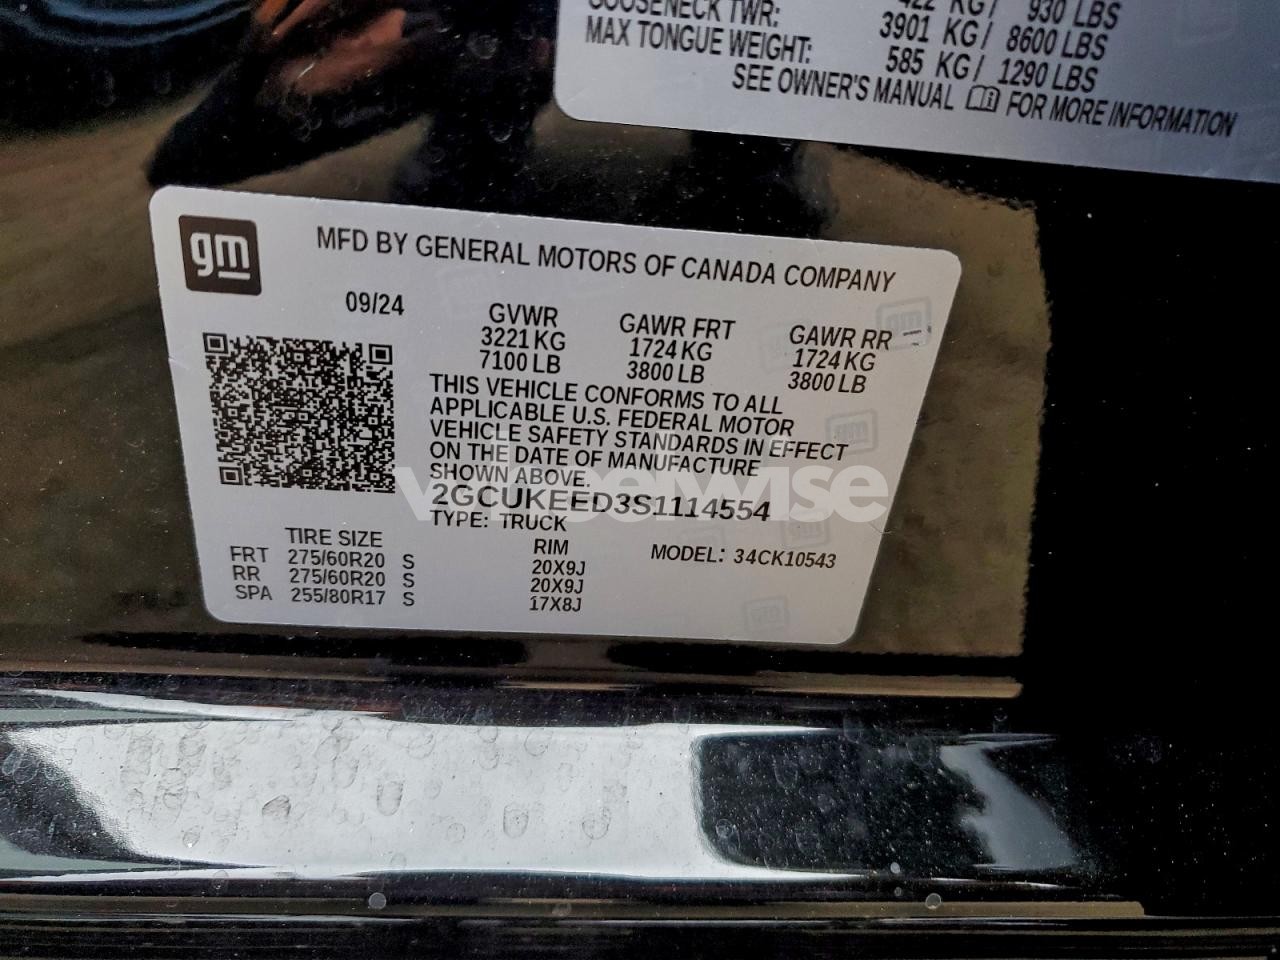 422 KG/ 930 LBS
GOOSENECK TWR: 3901 KG/ 8600 LBS
MAX TONGUE WEIGHT: 585 KG/ 1290 LBS
SEE OWNER'S MANUAL FOR MORE INFORMATION
gm
MFD BY GENERAL MOTORS OF CANADA COMPANY
09/24
GVWR GAWR FRT GAWR RR
3221 KG 1724 KG 1724 KG
7100 LB 3800 LB 3800 LB
THIS VEHICLE CONFORMS TO ALL
APPLICABLE U.S. FEDERAL MOTOR
VEHICLE SAFETY STANDARDS IN EFFECT
ON THE DATE OF MANUFACTURE
SHOWN ABOVE.
2GCUKEED3S1114554
TYPE: TRUCK
MODEL: 34CK10543
TIRE SIZE RIM
FRT 275/60R20 S 20X9J
RR 275/60R20 S 20X9J
SPA 255/80R17 S 17X8J